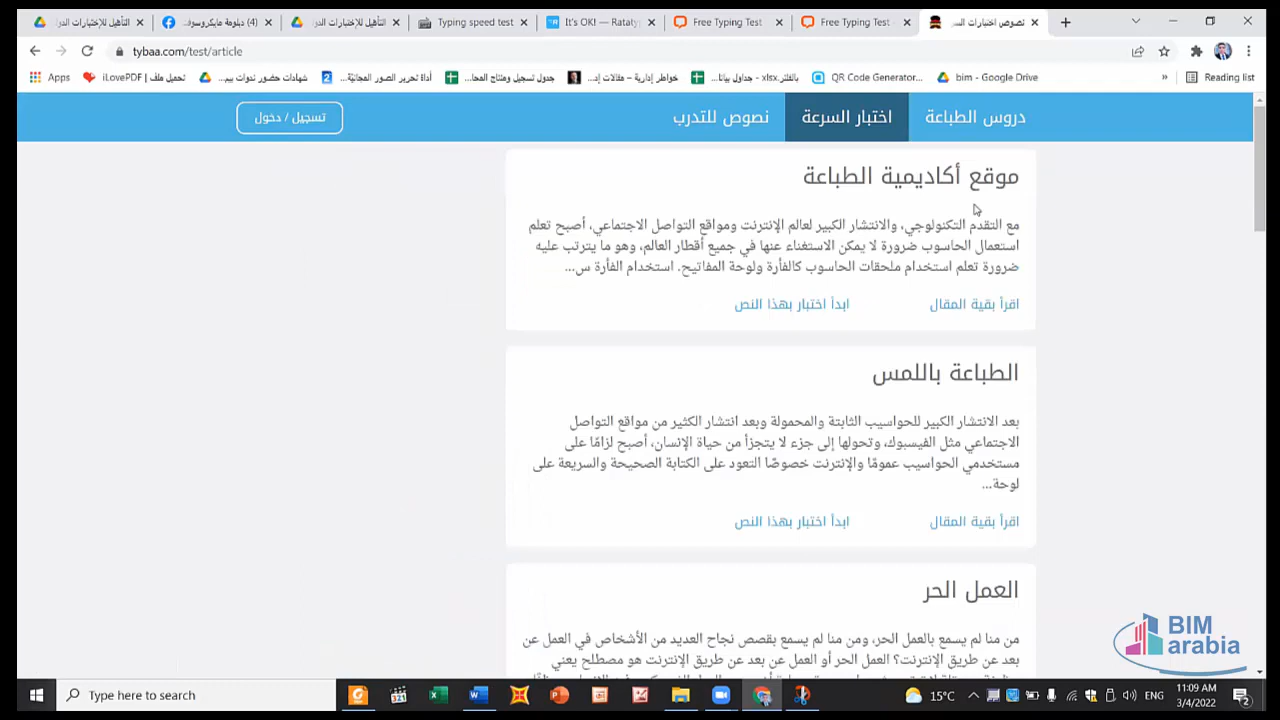 التأهيل للإختبارات الدر
(4) دبلومة مايكروسرف
التأهيل للإختبارات الدر
Typing speed test
It's OK! — Rataty
Free Typing Test
Free Typing Test
نصوص اختبارات السر
tybaa.com/test/article
Apps
iLovePDF | تحميل ملف
شهادات حضور ندوات بيم...
أداة تحرير الصور المجانيّة...
جدول تسجيل ومتاح المجا...
خواطر إدارية – مقالات إد...
جداول بيانا... - xlsx.بالفلتر
QR Code Generator...
bim - Google Drive
»
Reading list
دروس الطباعة
اختبار السرعة
نصوص للتدرب
تسجيل / دخول
موقع أكاديمية الطباعة
مع التقدم التكنولوجي، والانتشار الكبير لعالم الإنترنت ومواقع التواصل الاجتماعي، أصبح تعلم
استعمال الحاسوب ضرورة لا يمكن الاستغناء عنها في جميع أقطار العالم، وهو ما يترتب عليه
ضرورة تعلم استخدام ملحقات الحاسوب كالفأرة ولوحة المفاتيح. استخدام الفأرة س...
اقرأ بقية المقال
ابدأ اختبار بهذا النص
الطباعة باللمس
بعد الانتشار الكبير للحواسيب الثابتة والمحمولة وبعد انتشار الكثير من مواقع التواصل
الاجتماعي مثل الفيسبوك، وتحولها إلى جزء لا يتجزأ من حياة الإنسان، أصبح لزامًا على
مستخدمي الحواسيب عمومًا والإنترنت خصوصًا التعود على الكتابة الصحيحة والسريعة على
لوحة...
اقرأ بقية المقال
ابدأ اختبار بهذا النص
العمل الحر
من منا لم يسمع بالعمل الحر، ومن منا لم يسمع بقصص نجاح العديد من الأشخاص في العمل عن
بعد عن طريق الإنترنت؟ العمل الحر أو العمل عن بعد عن طريق الإنترنت هو مصطلح يعني
BIM
arabia
Type here to search
15°C
ENG
11:09 AM
3/4/2022
2